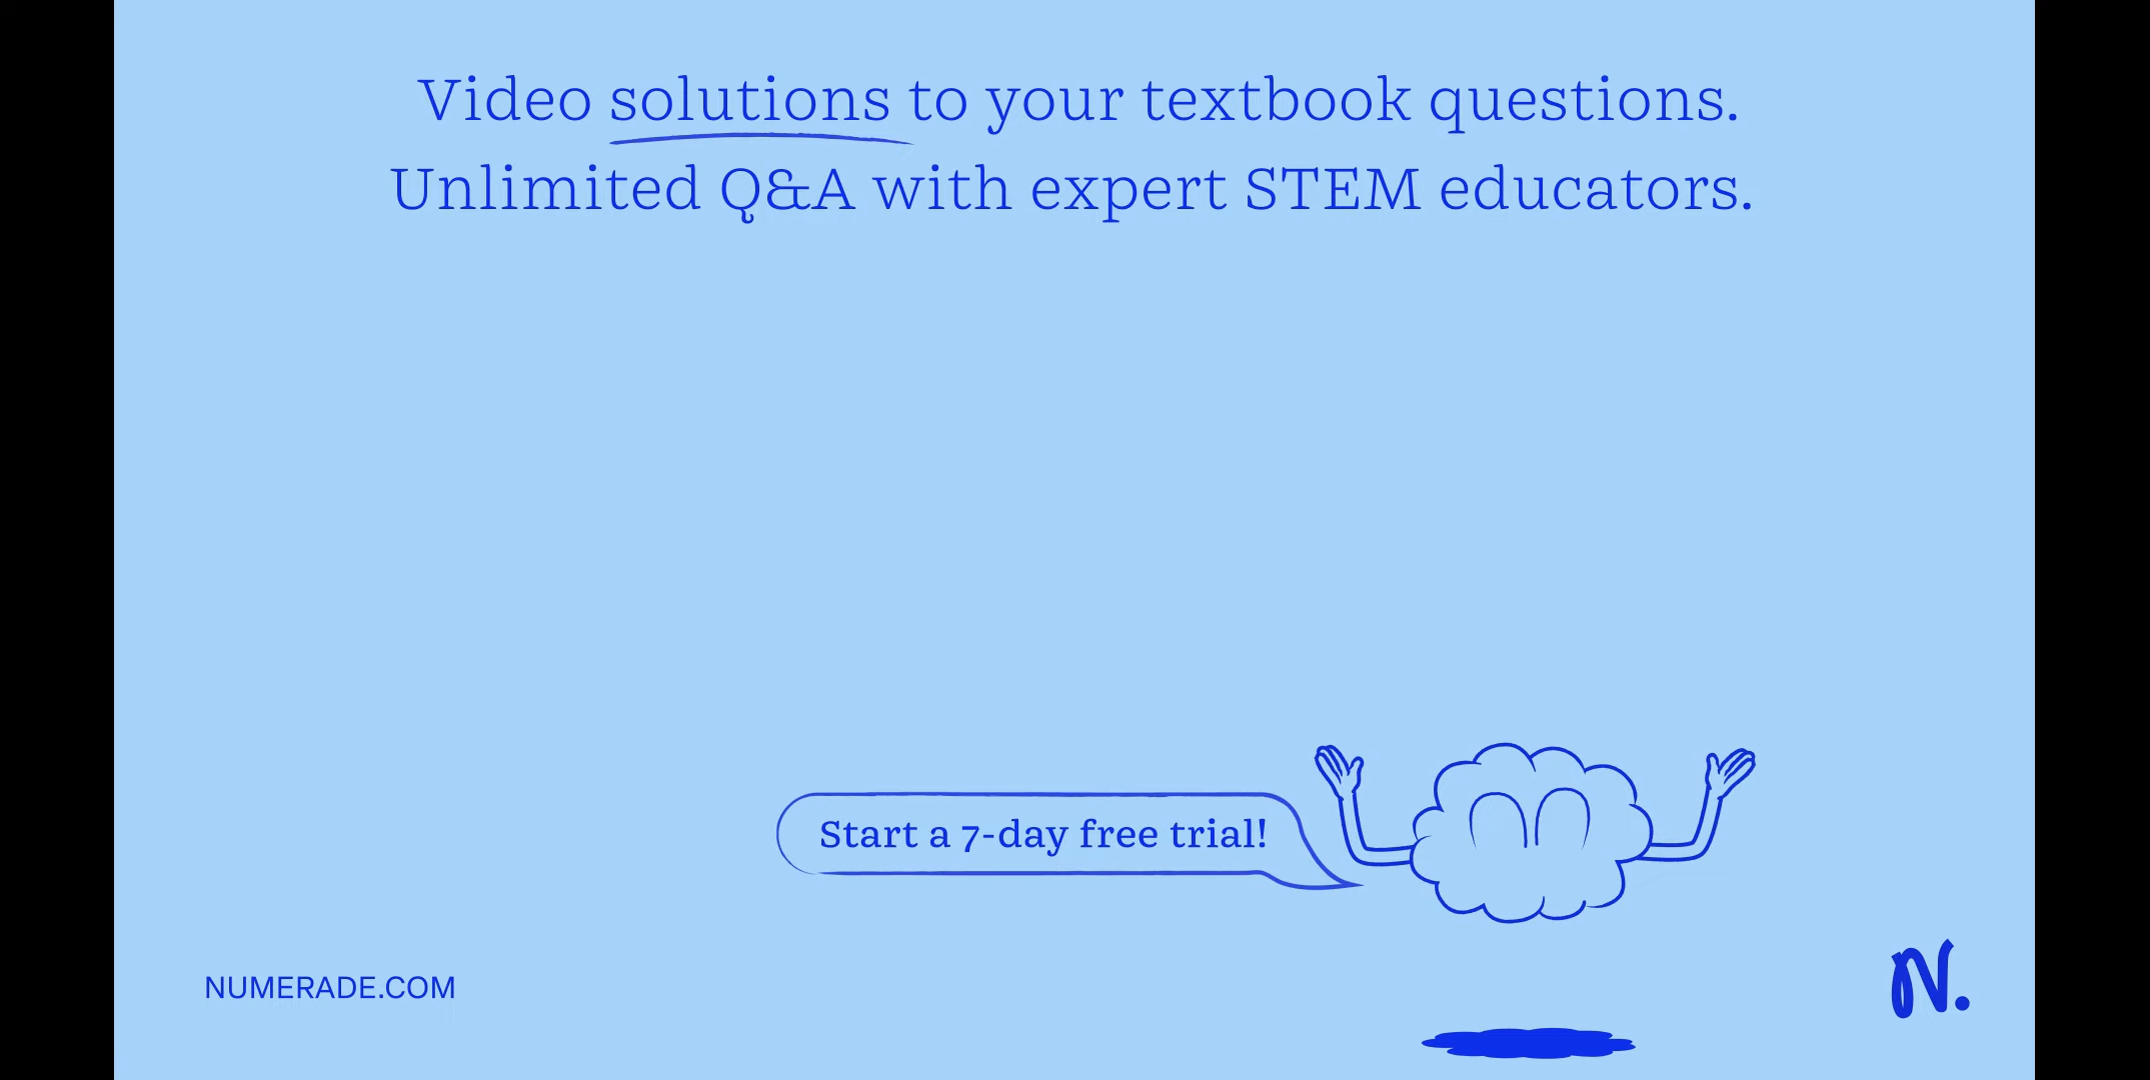 Video solutions to your textbook questions.
Unlimited Q&A with expert STEM educators.
Start a 7-day free trial!
NUMERADE.COM
N.